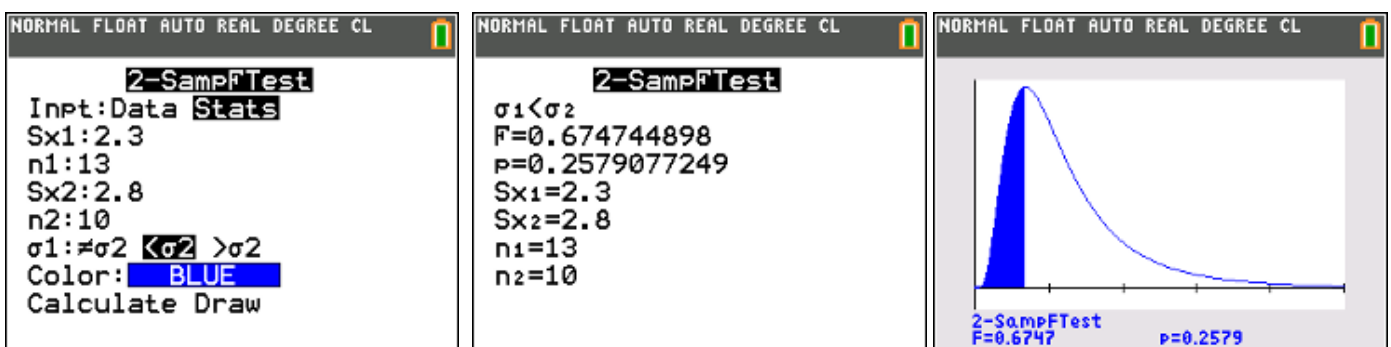 NORMAL FLOAT AUTO REAL DEGREE CL
2-SampFTest
Inpt:Data Stats
Sx1:2.3
n1:13
Sx2:2.8
n2:10
σ1:≠σ2 <σ2 >σ2
Color: BLUE
Calculate Draw
NORMAL FLOAT AUTO REAL DEGREE CL
2-SampFTest
σ1<σ2
F=0.674744898
p=0.2579077249
Sx1=2.3
Sx2=2.8
n1=13
n2=10
NORMAL FLOAT AUTO REAL DEGREE CL
2-SampFTest
F=0.6747 p=0.2579